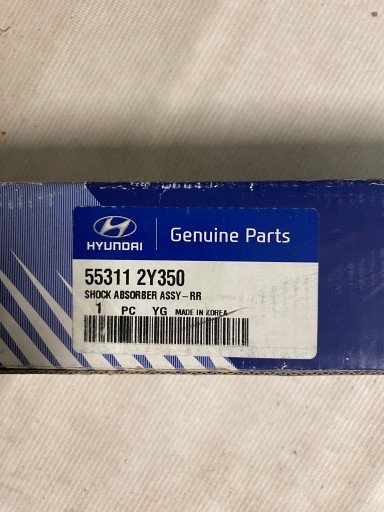 HYUNDAI
Genuine Parts
55311 2Y350
SHOCK ABSORBER ASSY-RR
1 PC YG MADE IN KOREA